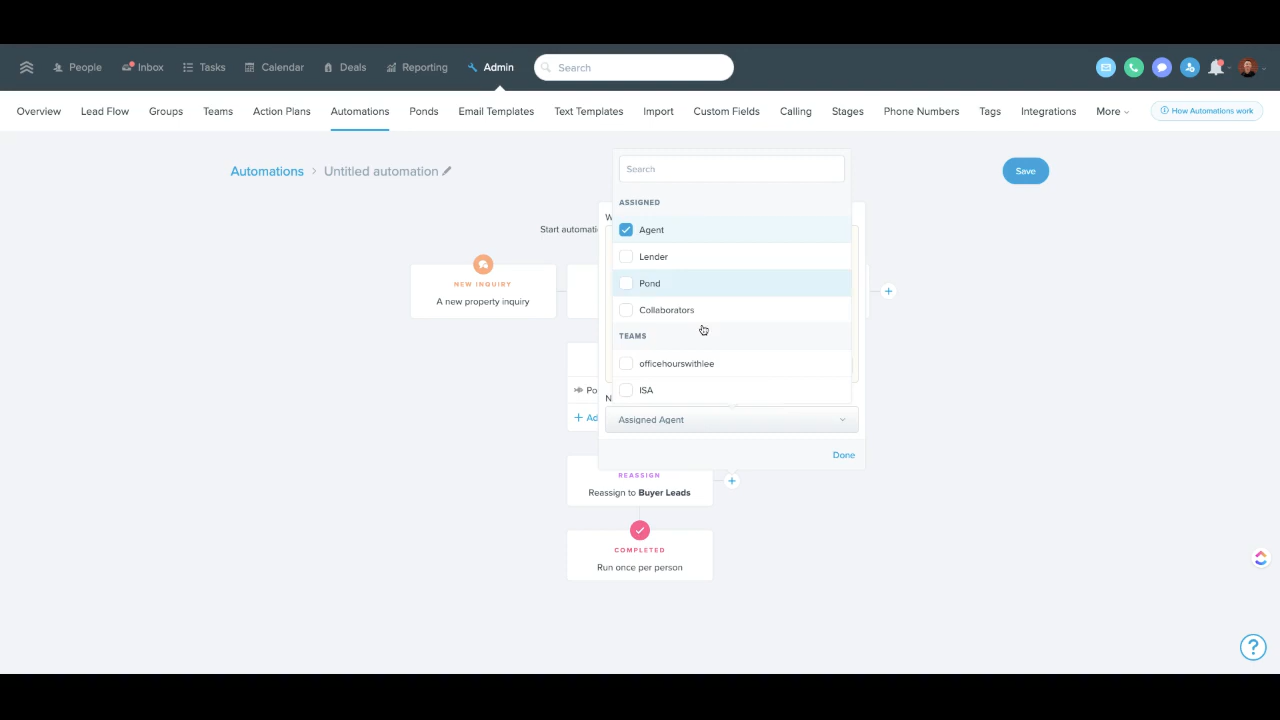 People Inbox Tasks Calendar Deals Reporting Admin Search
Overview Lead Flow Groups Teams Action Plans Automations Ponds Email Templates Text Templates Import Custom Fields Calling Stages Phone Numbers Tags Integrations More How Automations work
Automations > Untitled automation
Save
Search
ASSIGNED
Start automati
Agent
Lender
NEW INQUIRY
Pond
A new property inquiry
Collaborators
TEAMS
officehourswithlee
Po
ISA
+ Ad
Assigned Agent
Done
REASSIGN
Reassign to Buyer Leads
COMPLETED
Run once per person